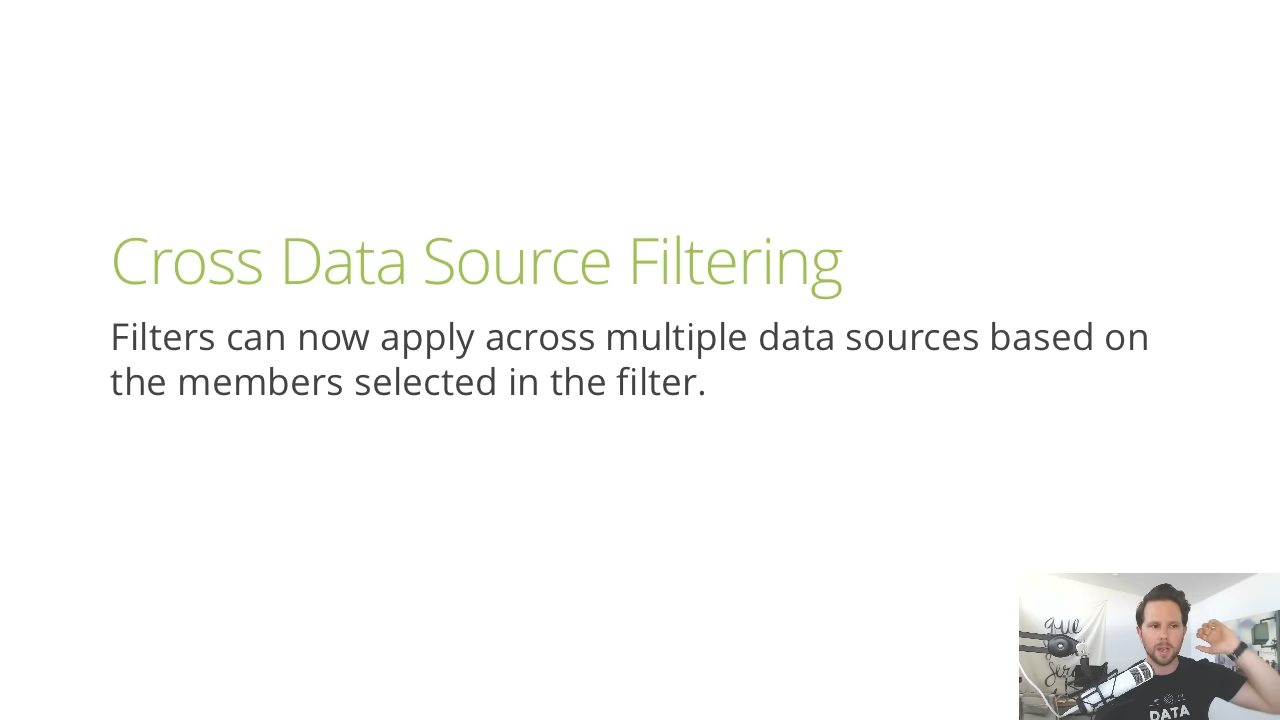 Cross Data Source Filtering
Filters can now apply across multiple data sources based on
the members selected in the filter.
que
DATA